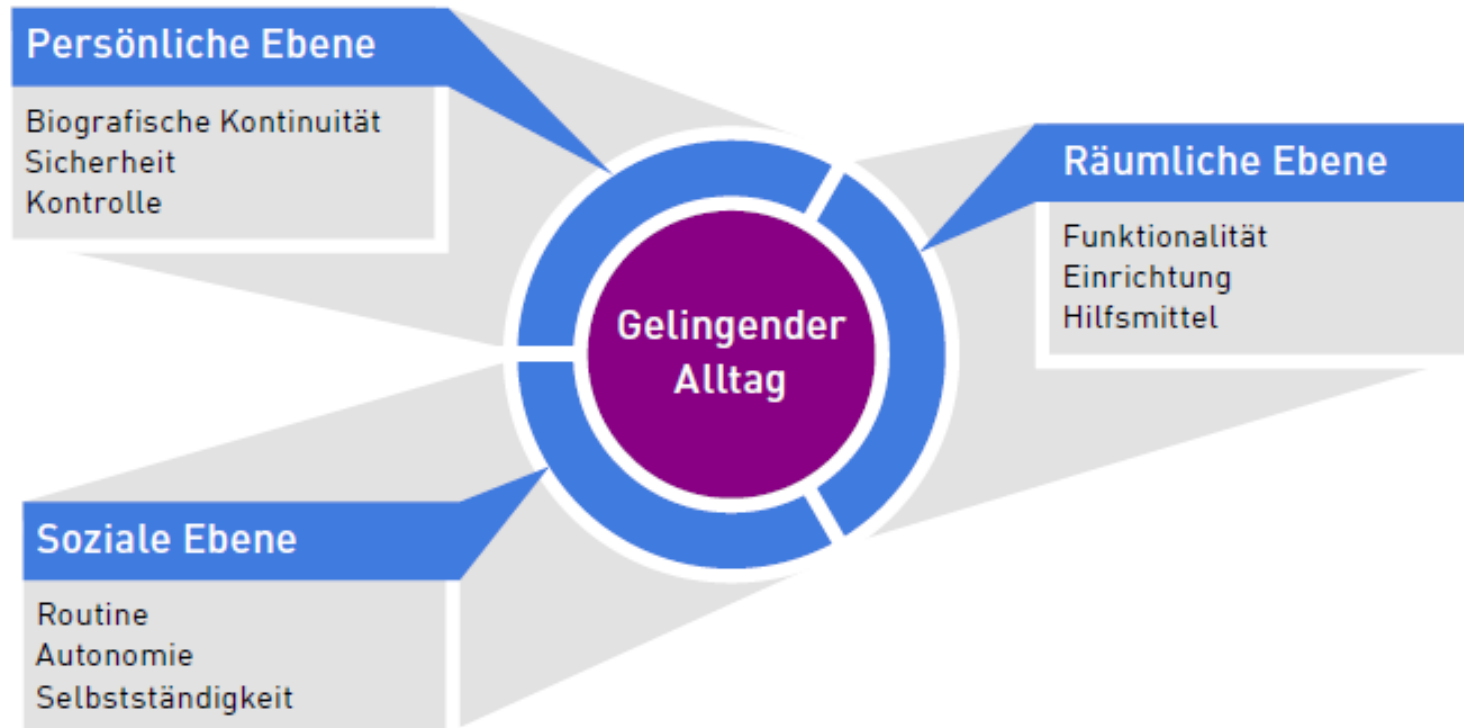 Persönliche Ebene
Biografische Kontinuität
Sicherheit
Kontrolle
Räumliche Ebene
Funktionalität
Einrichtung
Hilfsmittel
Gelingender
Alltag
Soziale Ebene
Routine
Autonomie
Selbstständigkeit